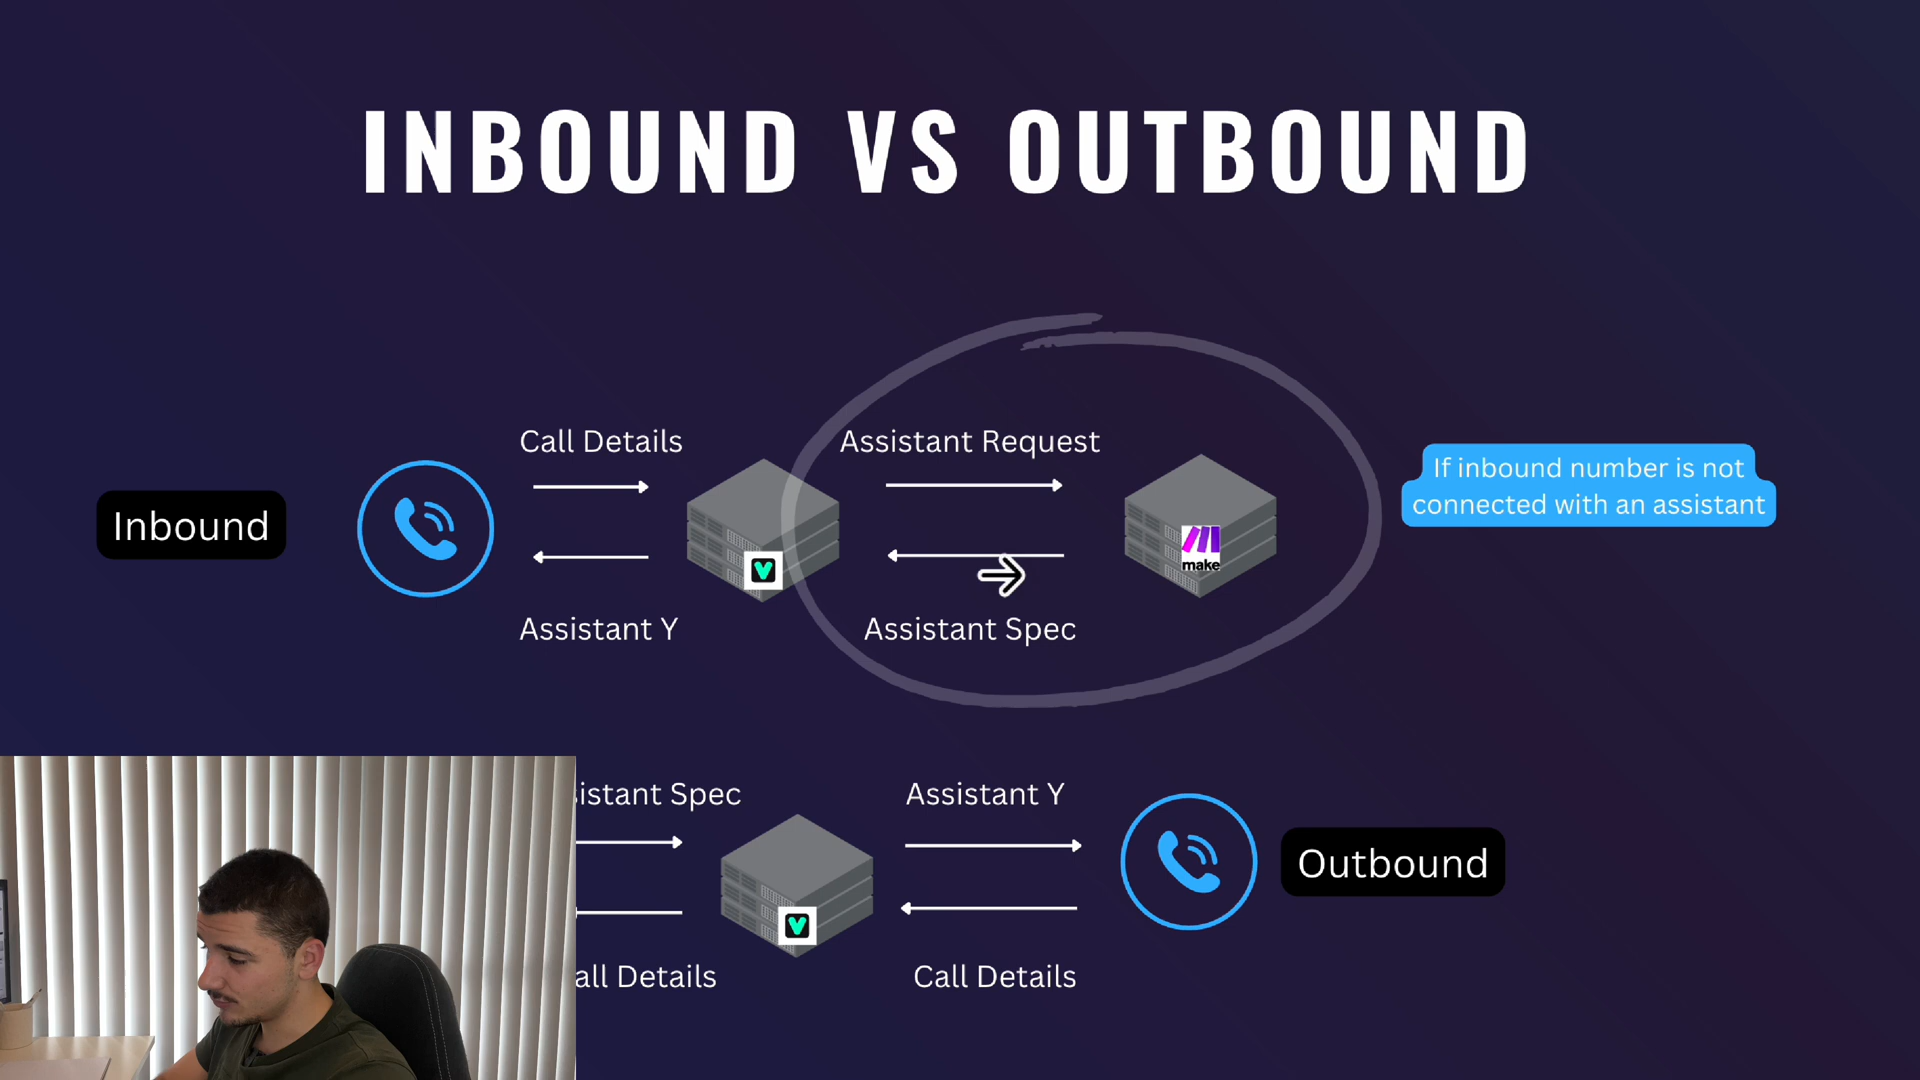 INBOUND VS OUTBOUND
Call Details
Assistant Request
If inbound number is not
connected with an assistant
Inbound
make
Assistant Y
Assistant Spec
istant Spec
Assistant Y
Outbound
all Details
Call Details